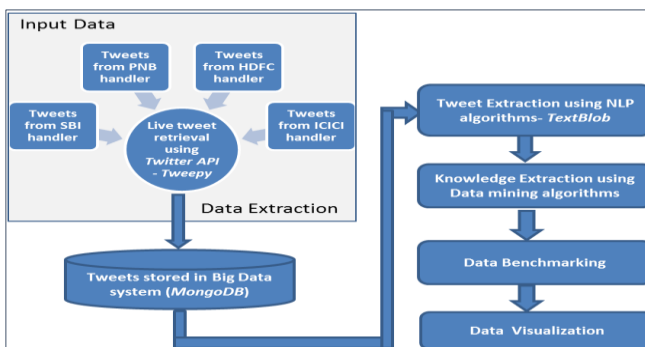 Input Data
Tweets
from PNB
handler
Tweets
from HDFC
handler
Tweets
from SBI
handler
Tweets
from ICICI
handler
Live tweet
retrieval
using
Twitter API
- Tweepy
Data Extraction
Tweets stored in Big Data
system (MongoDB)
Tweet Extraction using NLP
algorithms- TextBlob
Knowledge Extraction using
Data mining algorithms
Data Benchmarking
Data Visualization